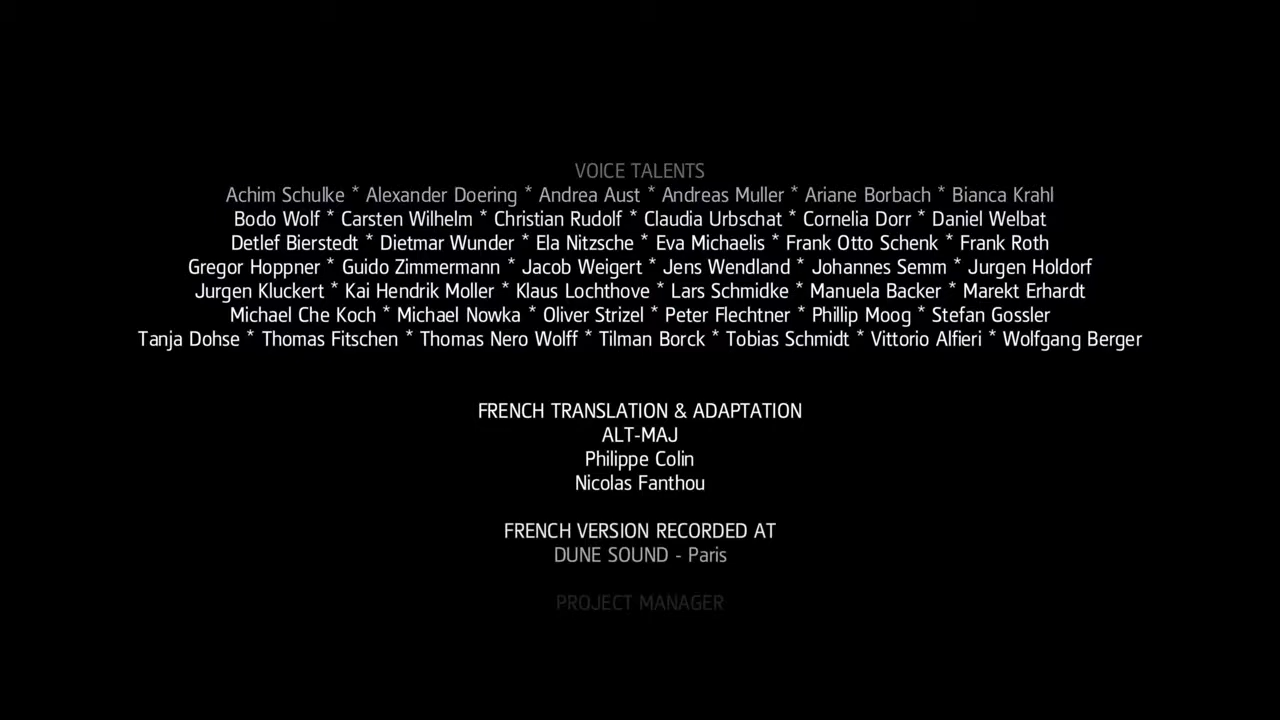 VOICE TALENTS
Achim Schulke * Alexander Doering * Andrea Aust * Andreas Muller * Ariane Borbach * Bianca Krahl
Bodo Wolf * Carsten Wilhelm * Christian Rudolf * Claudia Urbschat * Cornelia Dorr * Daniel Welbat
Detlef Bierstedt * Dietmar Wunder * Ela Nitzsche * Eva Michaelis * Frank Otto Schenk * Frank Roth
Gregor Hoppner * Guido Zimmermann * Jacob Weigert * Jens Wendland * Johannes Semm * Jurgen Holdorf
Jurgen Kluckert * Kai Hendrik Moller * Klaus Lochthove * Lars Schmidke * Manuela Backer * Marekt Erhardt
Michael Che Koch * Michael Nowka * Oliver Strizel * Peter Flechtner * Phillip Moog * Stefan Gossler
Tanja Dohse * Thomas Fitschen * Thomas Nero Wolff * Tilman Borck * Tobias Schmidt * Vittorio Alfieri * Wolfgang Berger
FRENCH TRANSLATION & ADAPTATION
ALT-MAJ
Philippe Colin
Nicolas Fanthou
FRENCH VERSION RECORDED AT
DUNE SOUND - Paris
PROJECT MANAGER